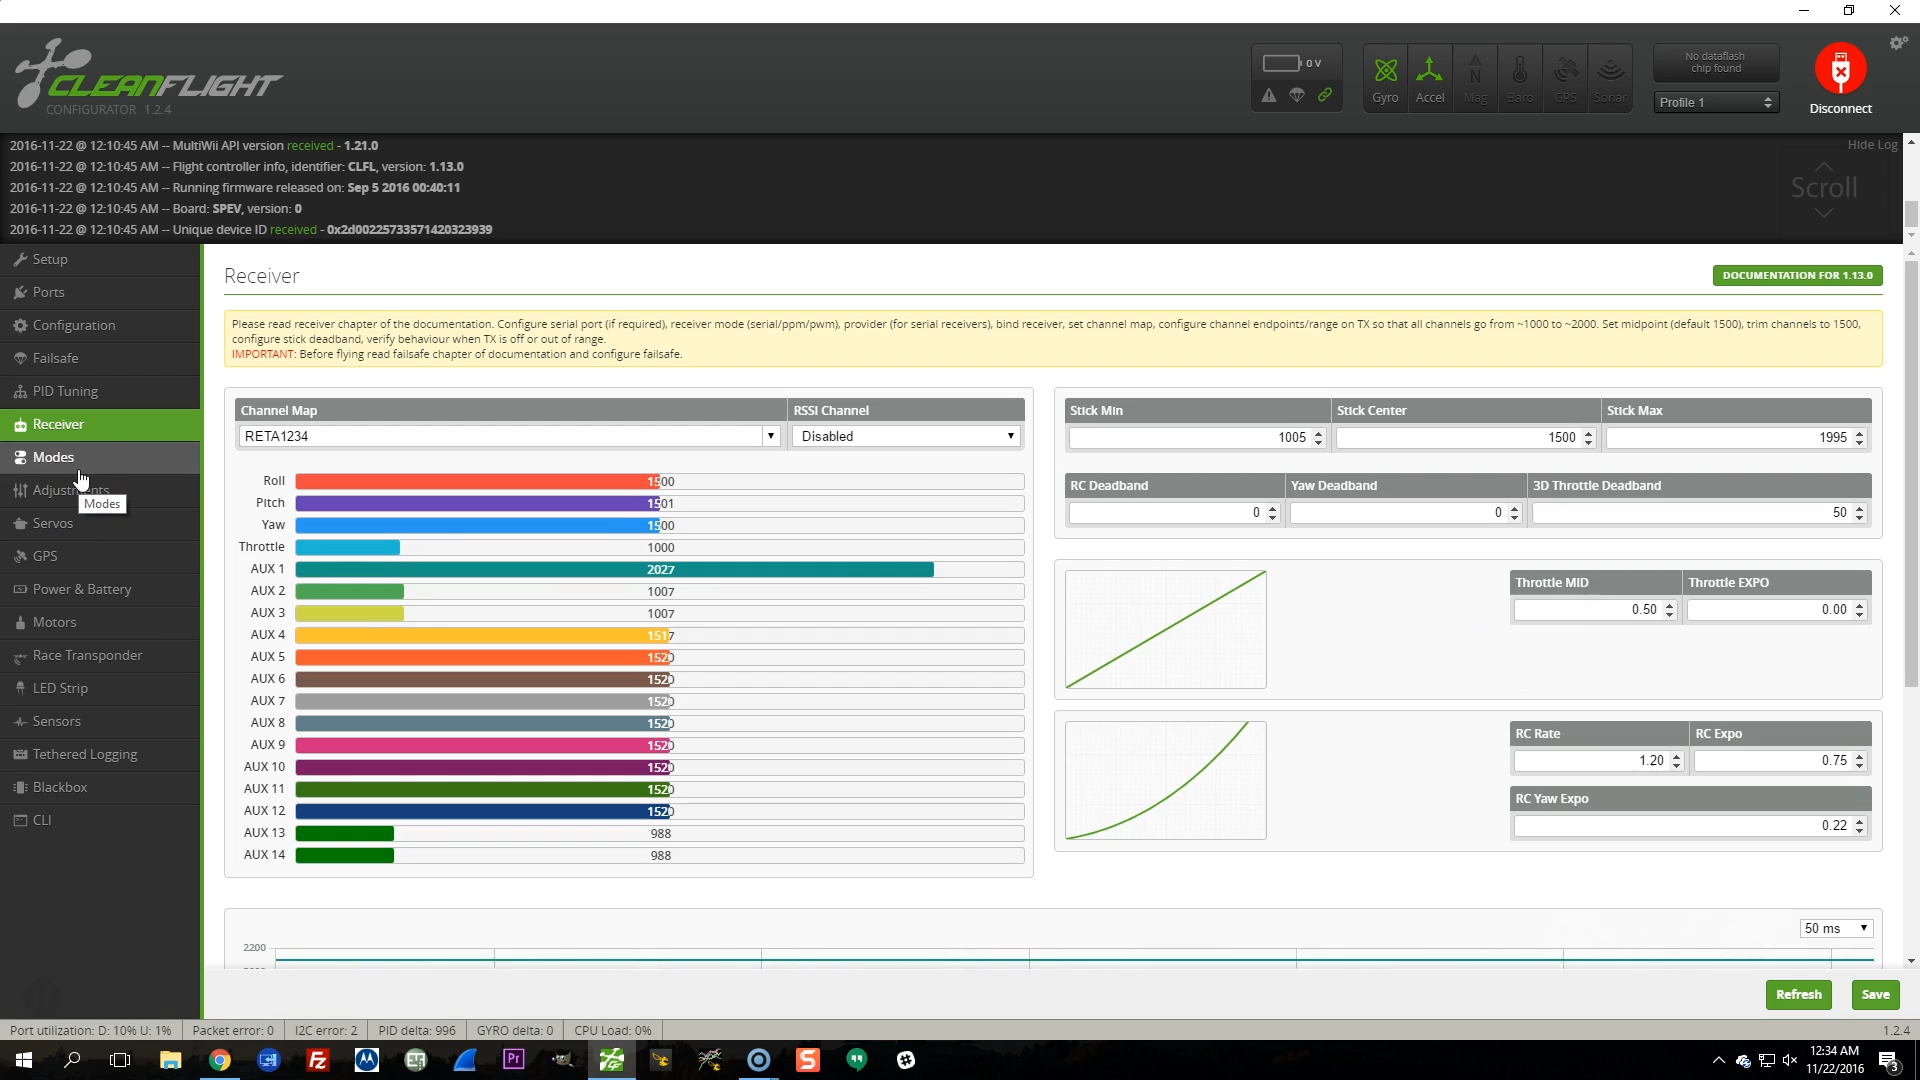 CLEANFLIGHT
CONFIGURATOR 1.2.4
0 V
Gyro
Accel
Mag
Baro
GPS
Sonar
No dataflash
chip found
Profile 1
Disconnect
2016-11-22 @ 12:10:45 AM -- MultiWii API version received - 1.21.0
2016-11-22 @ 12:10:45 AM -- Flight controller info, identifier: CLFL, version: 1.13.0
2016-11-22 @ 12:10:45 AM -- Running firmware released on: Sep 5 2016 00:40:11
2016-11-22 @ 12:10:45 AM -- Board: SPEV, version: 0
2016-11-22 @ 12:10:45 AM -- Unique device ID received - 0x2d00225733571420323939
Hide Log
Scroll
Setup
Ports
Configuration
Failsafe
PID Tuning
Receiver
Modes
Adjustments
Modes
Servos
GPS
Power & Battery
Motors
Race Transponder
LED Strip
Sensors
Tethered Logging
Blackbox
CLI
Receiver
DOCUMENTATION FOR 1.13.0
Please read receiver chapter of the documentation. Configure serial port (if required), receiver mode (serial/ppm/pwm), provider (for serial receivers), bind receiver, set channel map, configure channel endpoints/range on TX so that all channels go from ~1000 to ~2000. Set midpoint (default 1500), trim channels to 1500,
configure stick deadband, verify behaviour when TX is off or out of range.
IMPORTANT: Before flying read failsafe chapter of documentation and configure failsafe.
Channel Map
RSSI Channel
RETA1234
Disabled
Roll 1500
Pitch 1501
Yaw 1500
Throttle 1000
AUX 1 2027
AUX 2 1007
AUX 3 1007
AUX 4 1517
AUX 5 1520
AUX 6 1520
AUX 7 1520
AUX 8 1520
AUX 9 1520
AUX 10 1520
AUX 11 1520
AUX 12 1520
AUX 13 988
AUX 14 988
Stick Min
Stick Center
Stick Max
1005
1500
1995
RC Deadband
Yaw Deadband
3D Throttle Deadband
0
0
50
Throttle MID
Throttle EXPO
0.50
0.00
RC Rate
RC Expo
1.20
0.75
RC Yaw Expo
0.22
50 ms
2200
Refresh
Save
Port utilization: D: 10% U: 1%
Packet error: 0
I2C error: 2
PID delta: 996
GYRO delta: 0
CPU Load: 0%
1.2.4
12:34 AM
11/22/2016
3